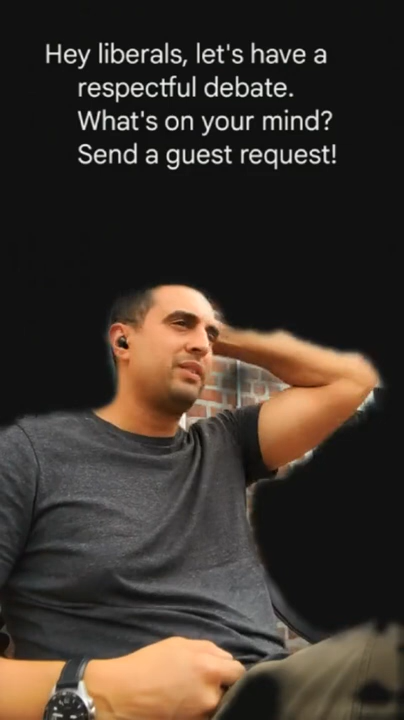 Hey liberals, let's have a
respectful debate.
What's on your mind?
Send a guest request!